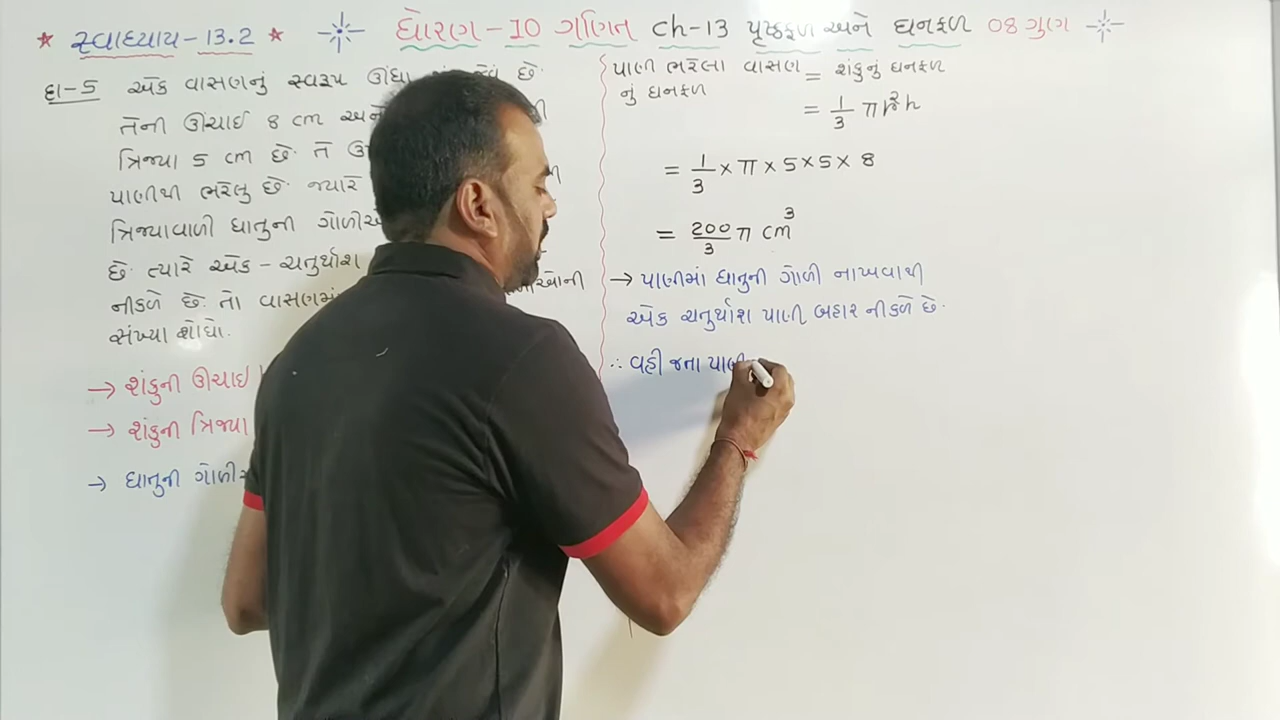 ★ સ્વાધ્યાય-13.2 ★ ધોરણ-10 ગણિત ch-13 પૃષ્ઠફળ અને ઘનફળ 08 ગુણ
દા-5 એક વાસણનું સ્વરૂપ ઊંધા છે.
તેની ઊંચાઈ 8 cm
ત્રિજ્યા 5 cm છે. તે
પાણીથી ભરેલુ છે. જ્યારે
ત્રિજ્યાવાળી ધાતુની
છે ત્યારે એક-ચતુર્થાંશ
નીકળે છે. તો વાસણમાં
સંખ્યા શોધો.
→ શંકુની ઊંચાઈ
→ શંકુની ત્રિજ્યા
→ ધાતુની
પાણી ભરેલા વાસણ = શંકુનું ઘનફળ
નું ઘનફળ
= 1/3 πr²h
= 1/3 × π × 5 × 5 × 8
= 200/3 π cm³
→ પાણીમાં ધાતુની ગોળી નાખવાથી
એક ચતુર્થાંશ પાણી બહાર નીકળે છે.
∴ વહી જતા